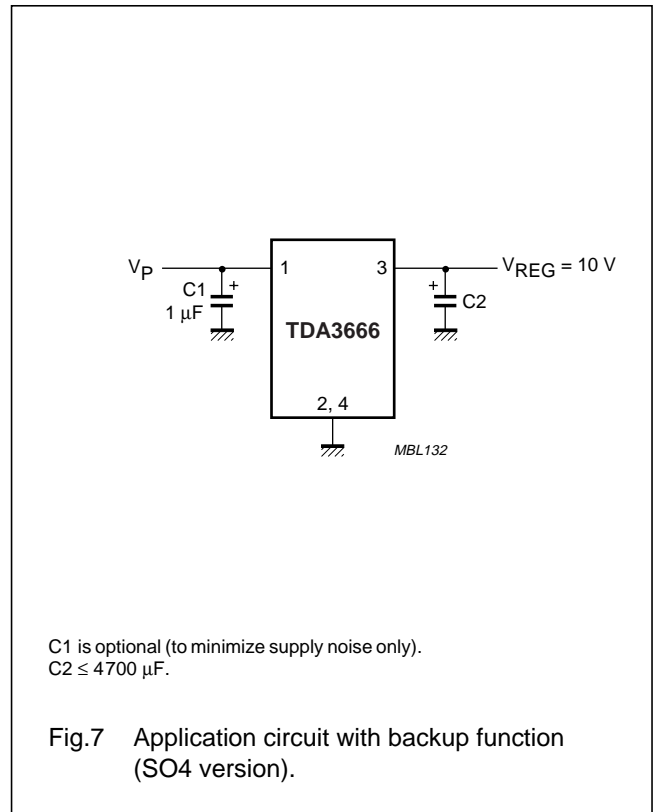 V_P
1
3
V_REG = 10 V
C1
+
1 μF
+
C2
TDA3666
2, 4
MBL132
C1 is optional (to minimize supply noise only).
C2 ≤ 4700 μF.
Fig.7 Application circuit with backup function
(SO4 version).